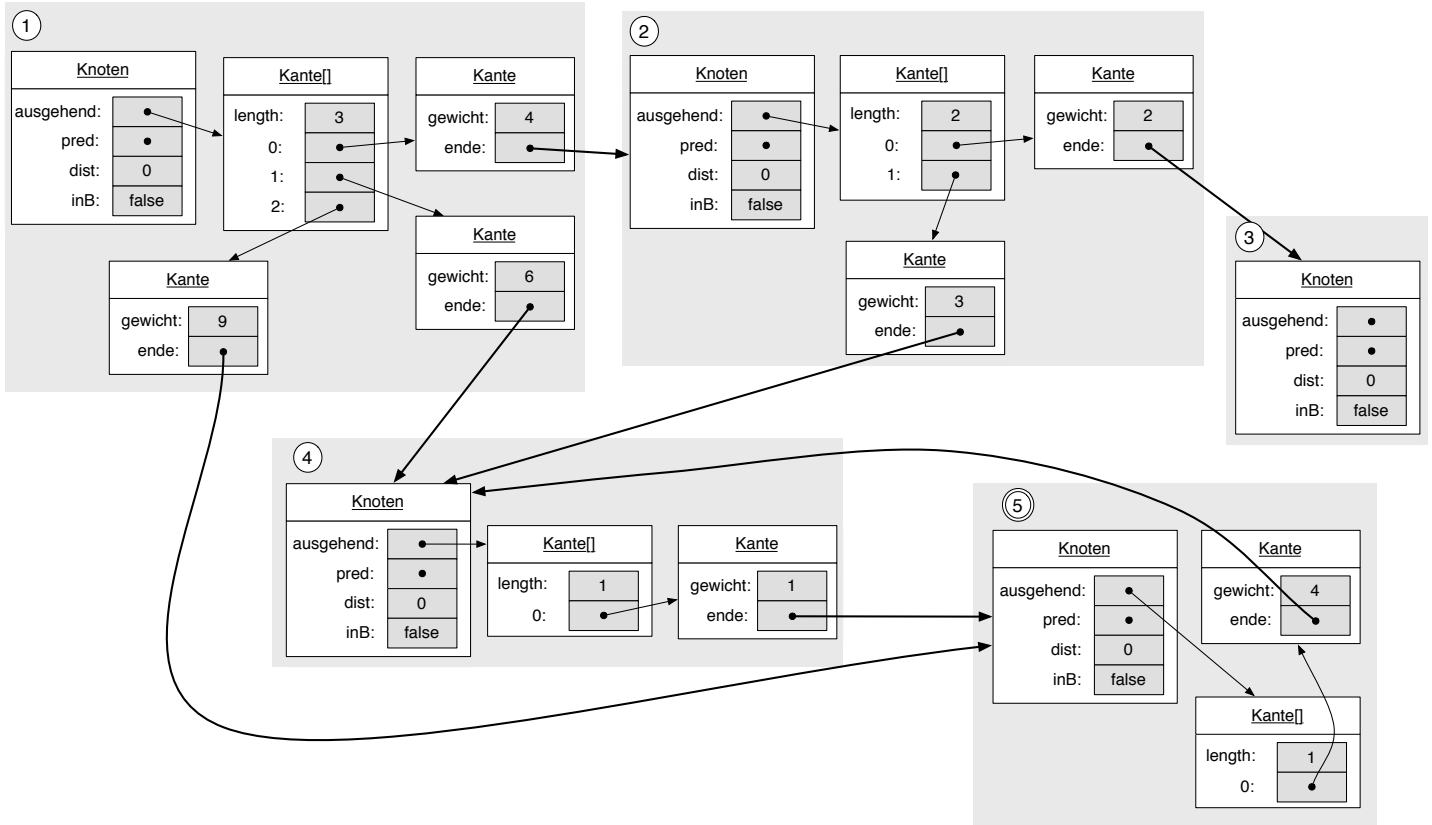 1
Knoten
ausgehend:
pred:
dist: 0
inB: false
Kante[]
length: 3
0:
1:
2:
Kante
gewicht: 4
ende:
Kante
gewicht: 6
ende:
Kante
gewicht: 9
ende:
2
Knoten
ausgehend:
pred:
dist: 0
inB: false
Kante[]
length: 2
0:
1:
Kante
gewicht: 2
ende:
Kante
gewicht: 3
ende:
3
Knoten
ausgehend:
pred:
dist: 0
inB: false
4
Knoten
ausgehend:
pred:
dist: 0
inB: false
Kante[]
length: 1
0:
Kante
gewicht: 1
ende:
5
Knoten
ausgehend:
pred:
dist: 0
inB: false
Kante
gewicht: 4
ende:
Kante[]
length: 1
0: